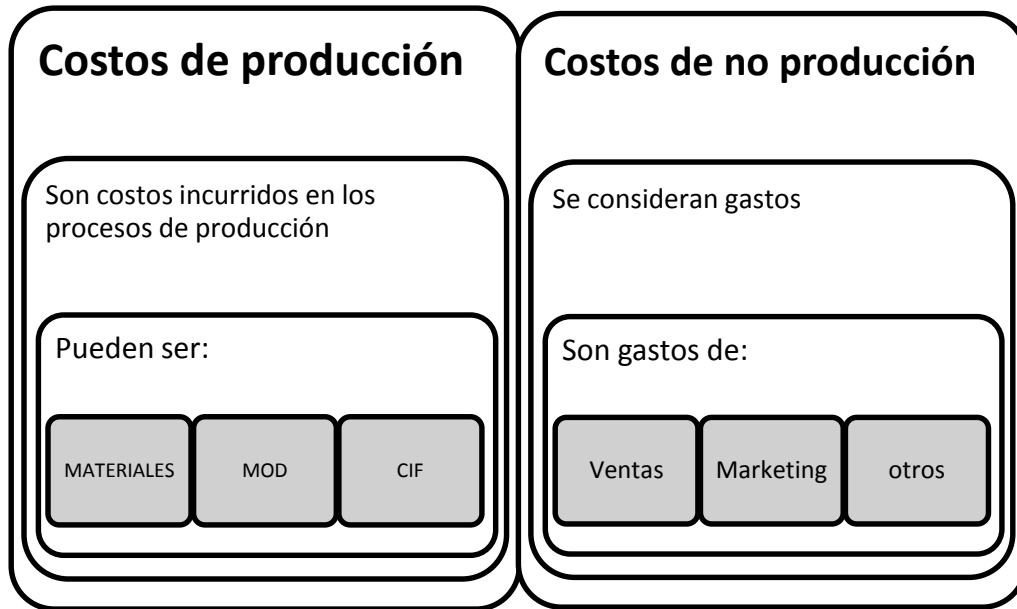 Costos de producción
Son costos incurridos en los
procesos de producción
Pueden ser:
MATERIALES
MOD
CIF
Costos de no producción
Se consideran gastos
Son gastos de:
Ventas
Marketing
otros